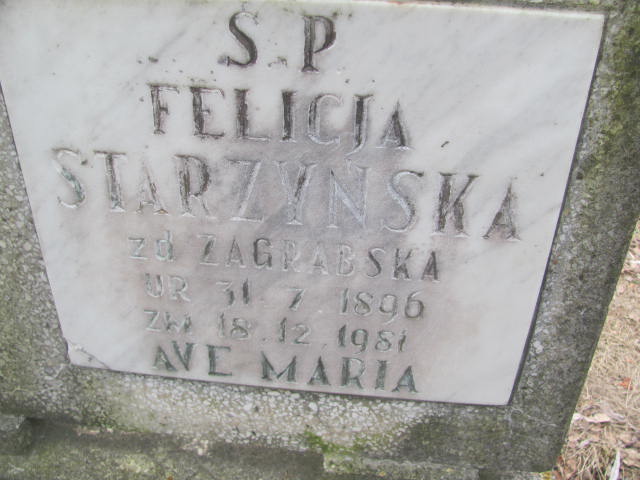 S.P.
FELICJA
STARZYŃSKA
zd ZAGRABSKA
UR 31.7 1896
ZM 18.12.1981
AVE MARIA